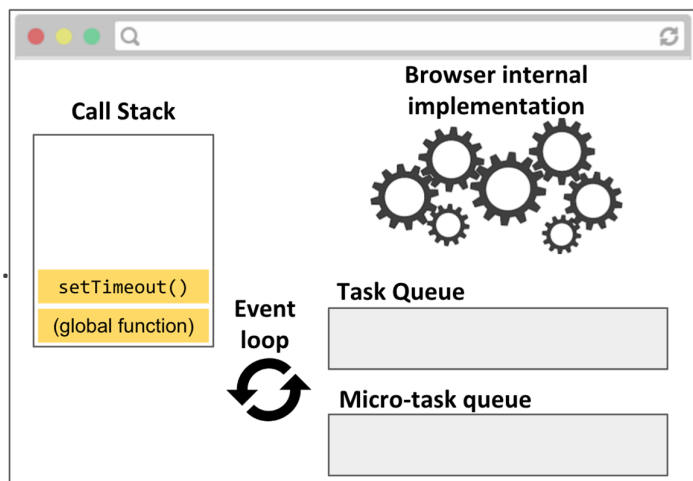 Browser internal
implementation
Call Stack
setTimeout()
(global function)
Event
loop
Task Queue
Micro-task queue